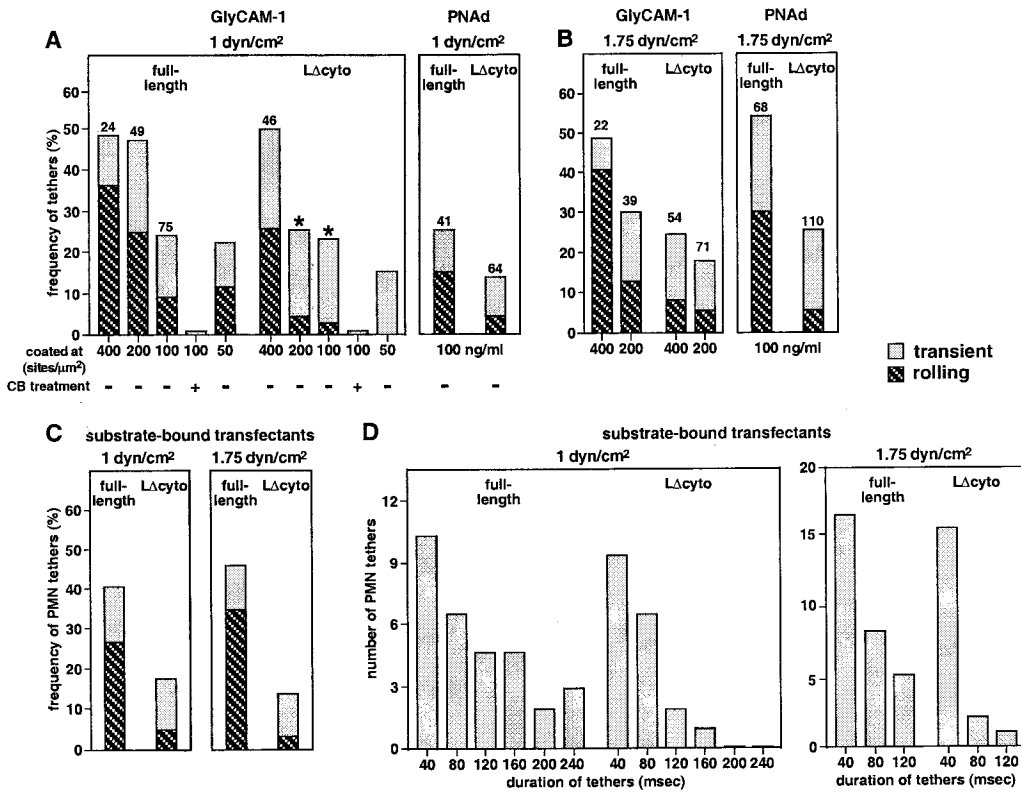 GlyCAM-1
PNAd
A
1 dyn/cm²
1 dyn/cm²
full-length
LΔcyto
full-length
LΔcyto
frequency of tethers (%)
60
50
40
30
20
10
0
24
49
75
46
*
*
41
64
coated at (sites/μm²)
400 200 100 100 50 400 200 100 100 50
100 ng/ml
CB treatment
- - - + - - - - + - - -
GlyCAM-1
PNAd
B
1.75 dyn/cm²
1.75 dyn/cm²
full-length
LΔcyto
full-length
LΔcyto
60
50
40
30
20
10
0
22
39
54
71
68
110
400 200 400 200
100 ng/ml
transient
rolling
C
substrate-bound transfectants
1 dyn/cm²
1.75 dyn/cm²
full-length
LΔcyto
full-length
LΔcyto
frequency of PMN tethers (%)
60
50
40
30
20
10
0
D
substrate-bound transfectants
1 dyn/cm²
1.75 dyn/cm²
full-length
LΔcyto
number of PMN tethers
12
9
6
3
0
40 80 120 160 200 240 40 80 120 160 200 240
duration of tethers (msec)
full-length
LΔcyto
20
15
10
5
0
40 80 120 40 80 120
duration of tethers (msec)